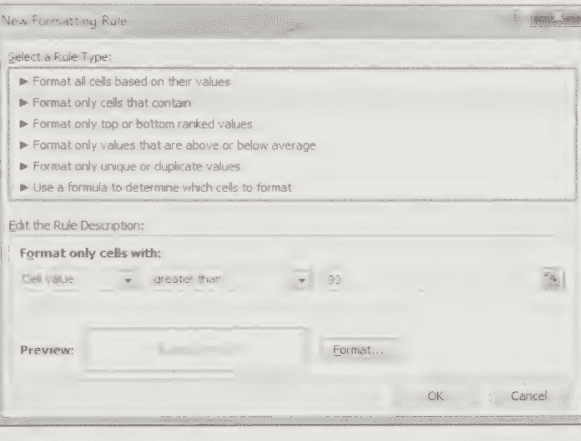 New Formatting Rule
Select a Rule Type:
► Format all cells based on their values
► Format only cells that contain
► Format only top or bottom ranked values
► Format only values that are above or below average
► Format only unique or duplicate values
► Use a formula to determine which cells to format
Edit the Rule Description:
Format only cells with:
Cell value greater than 90
Preview: Format...
OK Cancel